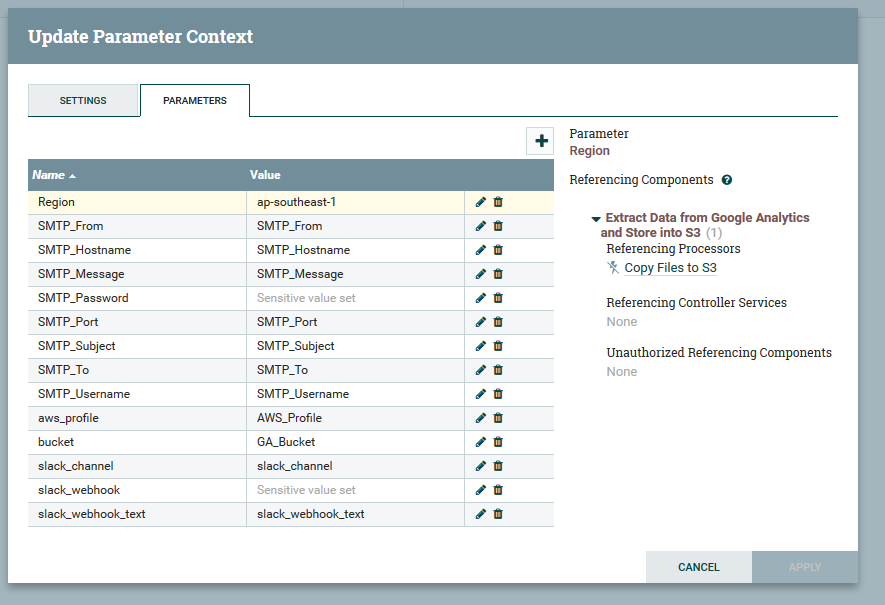 Update Parameter Context
SETTINGS
PARAMETERS
Name Value
Region ap-southeast-1
SMTP_From SMTP_From
SMTP_Hostname SMTP_Hostname
SMTP_Message SMTP_Message
SMTP_Password Sensitive value set
SMTP_Port SMTP_Port
SMTP_Subject SMTP_Subject
SMTP_To SMTP_To
SMTP_Username SMTP_Username
aws_profile AWS_Profile
bucket GA_Bucket
slack_channel slack_channel
slack_webhook Sensitive value set
slack_webhook_text slack_webhook_text
Parameter
Region
Referencing Components
Extract Data from Google Analytics
and Store into S3 (1)
Referencing Processors
Copy Files to S3
Referencing Controller Services
None
Unauthorized Referencing Components
None
CANCEL
APPLY